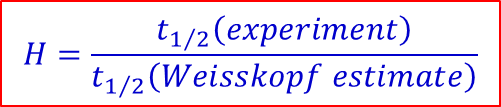 H = t1/2(experiment) / t1/2(Weisskopf estimate)